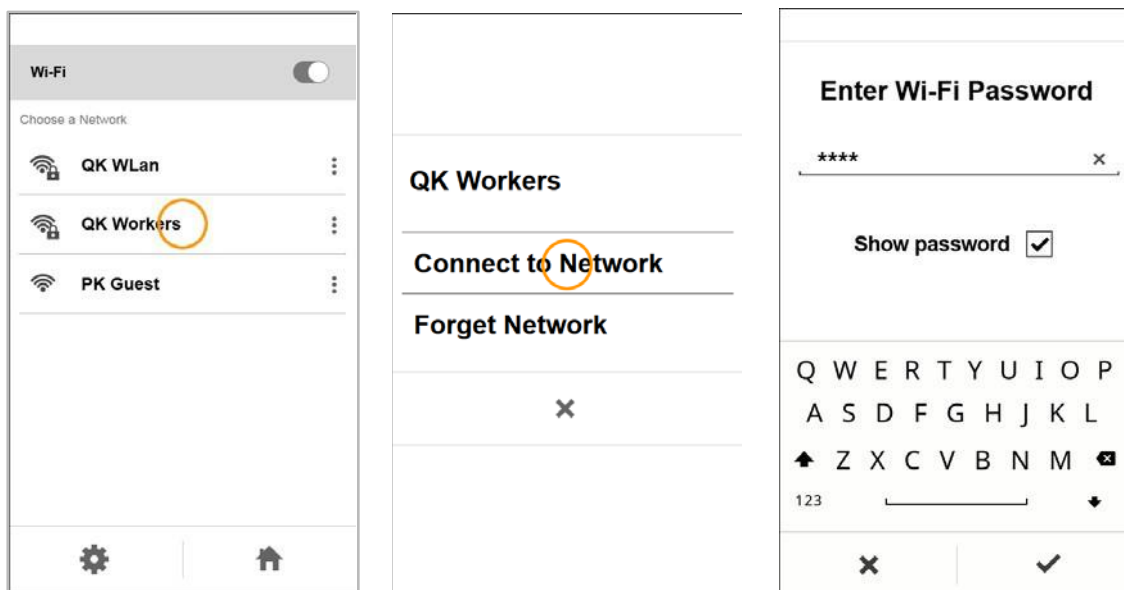 Wi-Fi
Choose a Network
QK WLan
QK Workers
PK Guest
QK Workers
Connect to Network
Forget Network
Enter Wi-Fi Password
****
Show password
Q W E R T Y U I O P
A S D F G H J K L
Z X C V B N M
123